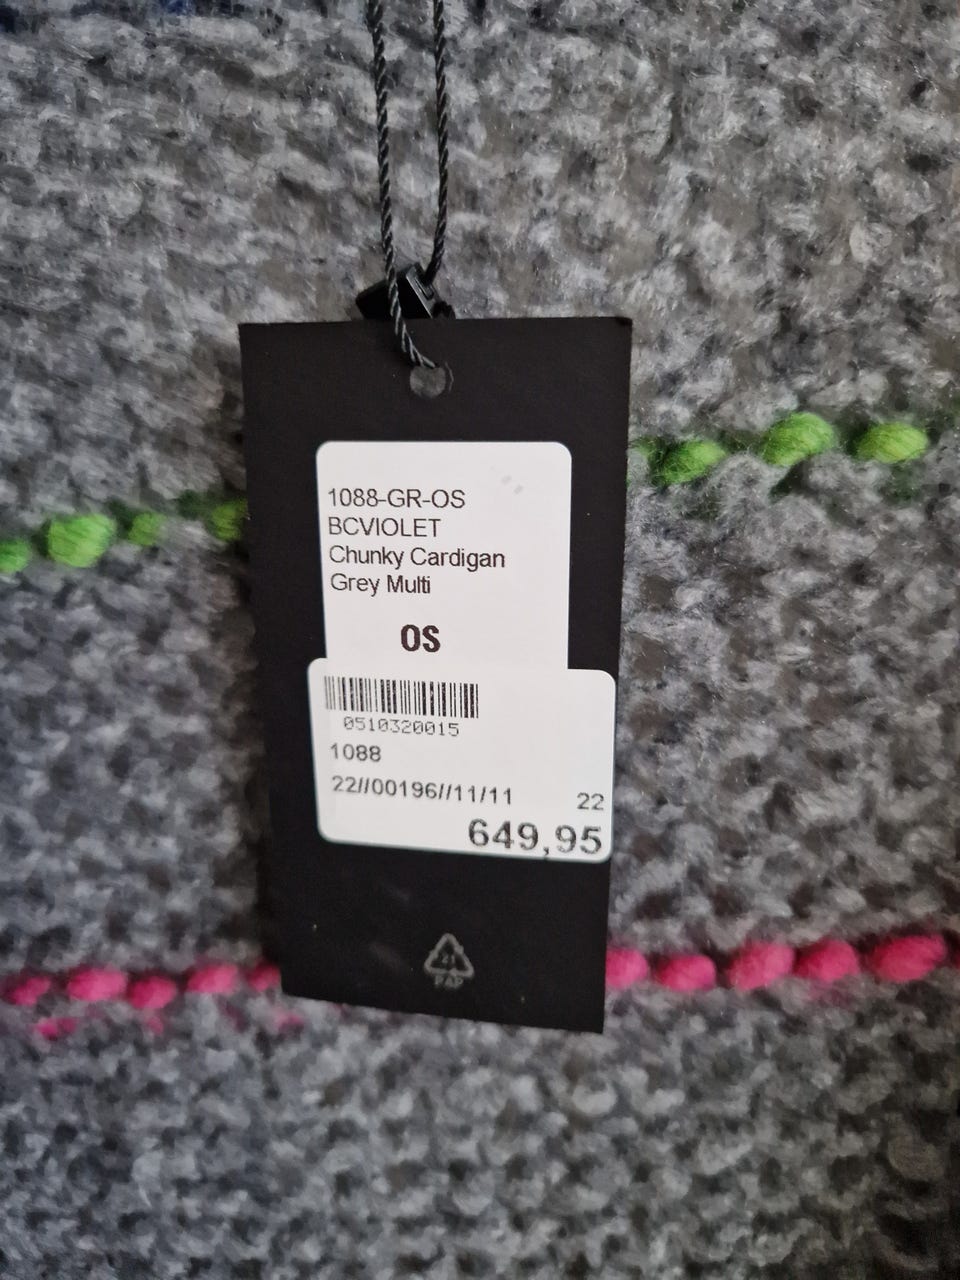 1088-GR-OS
BCVIOLET
Chunky Cardigan
Grey Multi
OS
0510320015
1088
22//00196//11/11 22
649,95
21
PAP